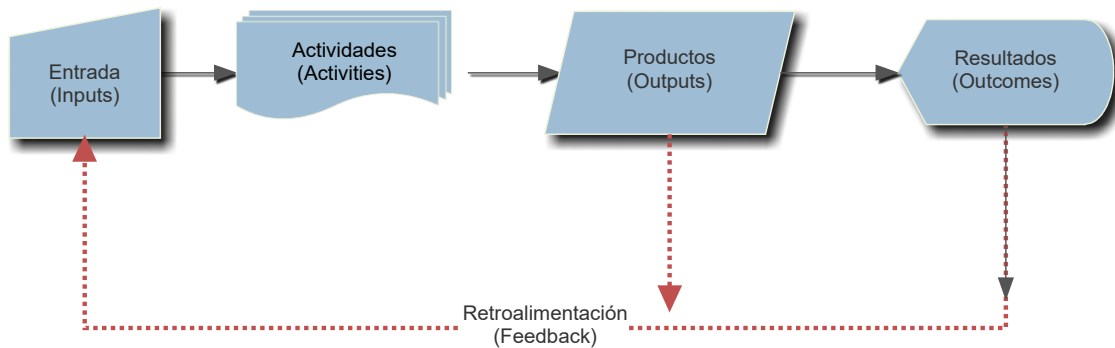 Entrada
(Inputs)
Actividades
(Activities)
Productos
(Outputs)
Resultados
(Outcomes)
Retroalimentación
(Feedback)